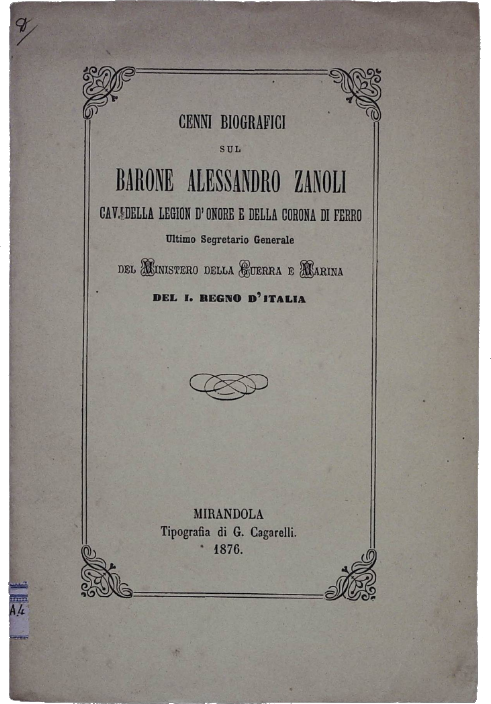 CENNI BIOGRAFICI
SUL
BARONE ALESSANDRO ZANOLI
CAV. DELLA LEGION D'ONORE E DELLA CORONA DI FERRO
Ultimo Segretario Generale
DEL MINISTERO DELLA GUERRA E MARINA
DEL I. REGNO D'ITALIA
MIRANDOLA
Tipografia di G. Cagarelli.
1876.
A4